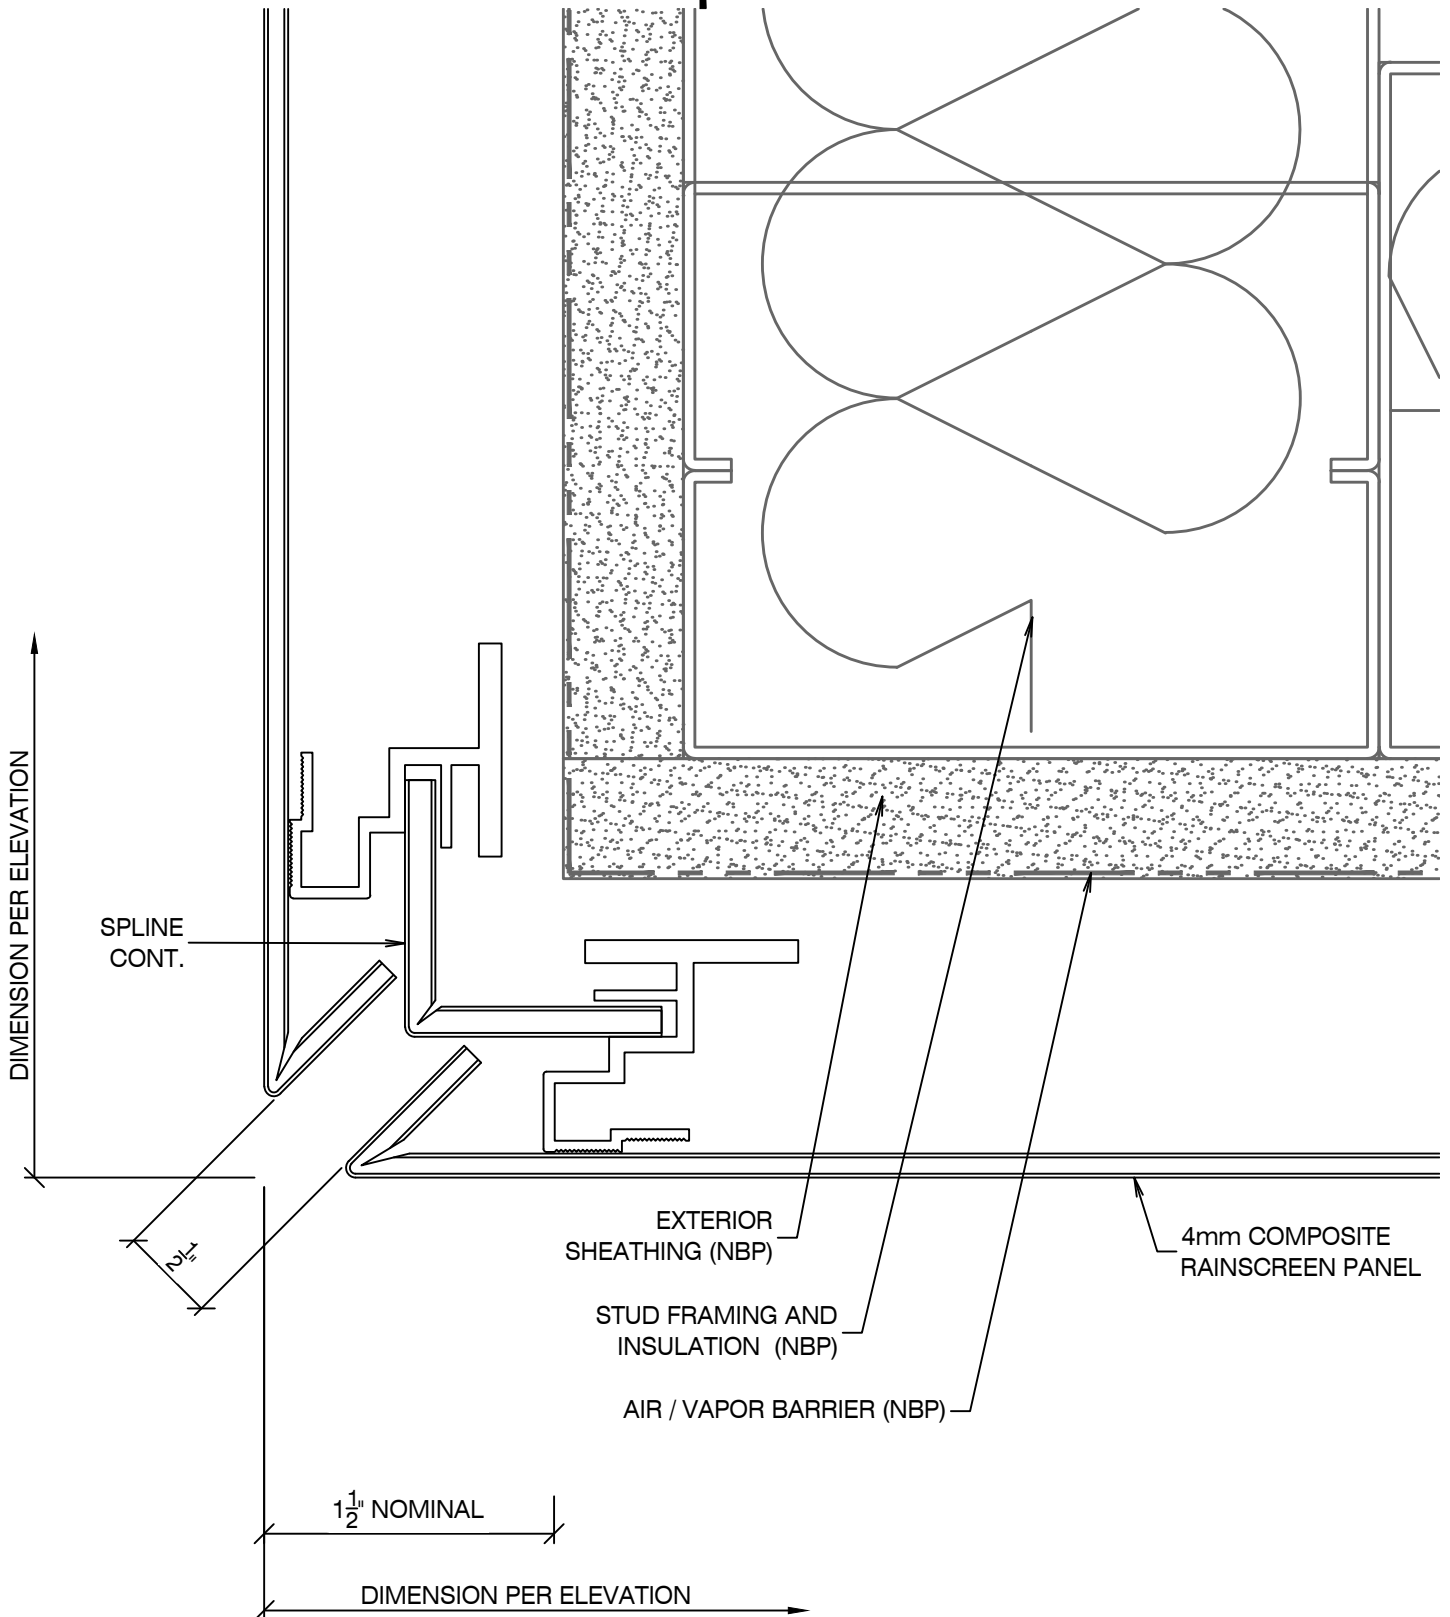 DIMENSION PER ELEVATION
SPLINE
CONT.
1/2"
EXTERIOR
SHEATHING (NBP)
4mm COMPOSITE
RAINSCREEN PANEL
STUD FRAMING AND
INSULATION (NBP)
AIR / VAPOR BARRIER (NBP)
1 1/2" NOMINAL
DIMENSION PER ELEVATION